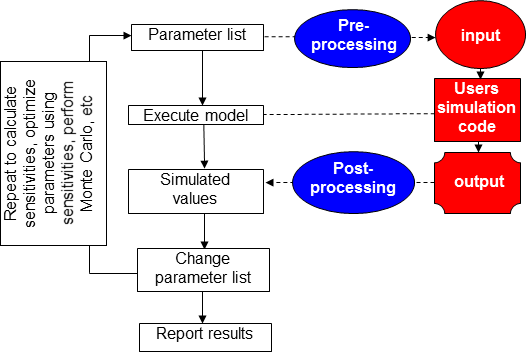 Parameter list
Pre-
processing
input
Execute model
Users
simulation
code
Simulated
values
Post-
processing
output
Change
parameter list
Report results
Repeat to calculate
sensitivities, optimize
parameters using
sensitivities, perform
Monte Carlo, etc